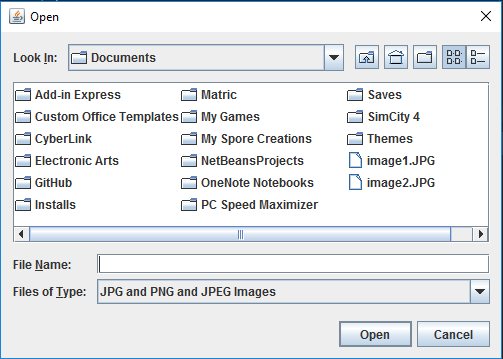 Open
Look In: Documents
Add-in Express Matric Saves
Custom Office Templates My Games SimCity 4
CyberLink My Spore Creations Themes
Electronic Arts NetBeansProjects image1.JPG
GitHub OneNote Notebooks image2.JPG
Installs PC Speed Maximizer
File Name:
Files of Type: JPG and PNG and JPEG Images
Open Cancel